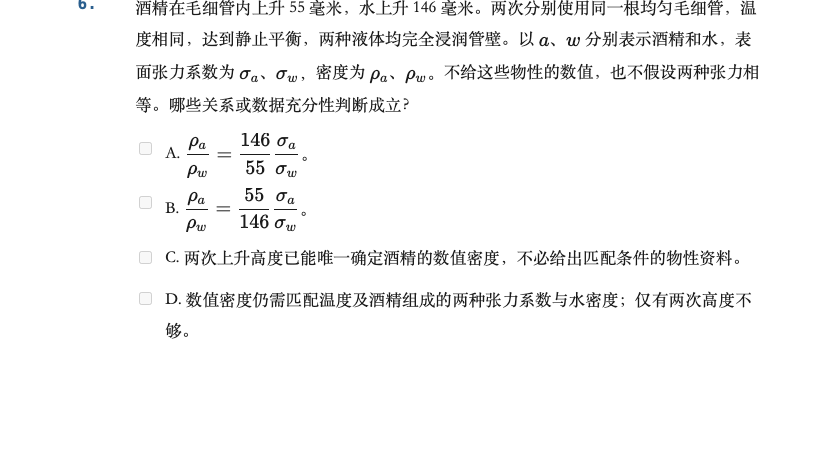 6. 酒精在毛细管内上升 55 毫米，水上升 146 毫米。两次分别使用同一根均匀毛细管，温
度相同，达到静止平衡，两种液体均完全浸润管壁。以 a、w 分别表示酒精和水，表
面张力系数为 σₐ、σ_w，密度为 ρₐ、ρ_w。不给这些物性的数值，也不假设两种张力相
等。哪些关系或数据充分性判断成立？
A. ρₐ/ρ_w = 146/55 σₐ/σ_w。
B. ρₐ/ρ_w = 55/146 σₐ/σ_w。
C. 两次上升高度已能唯一确定酒精的数值密度，不必给出匹配条件的物性资料。
D. 数值密度仍需匹配温度及酒精组成的两种张力系数与水密度；仅有两次高度不
够。